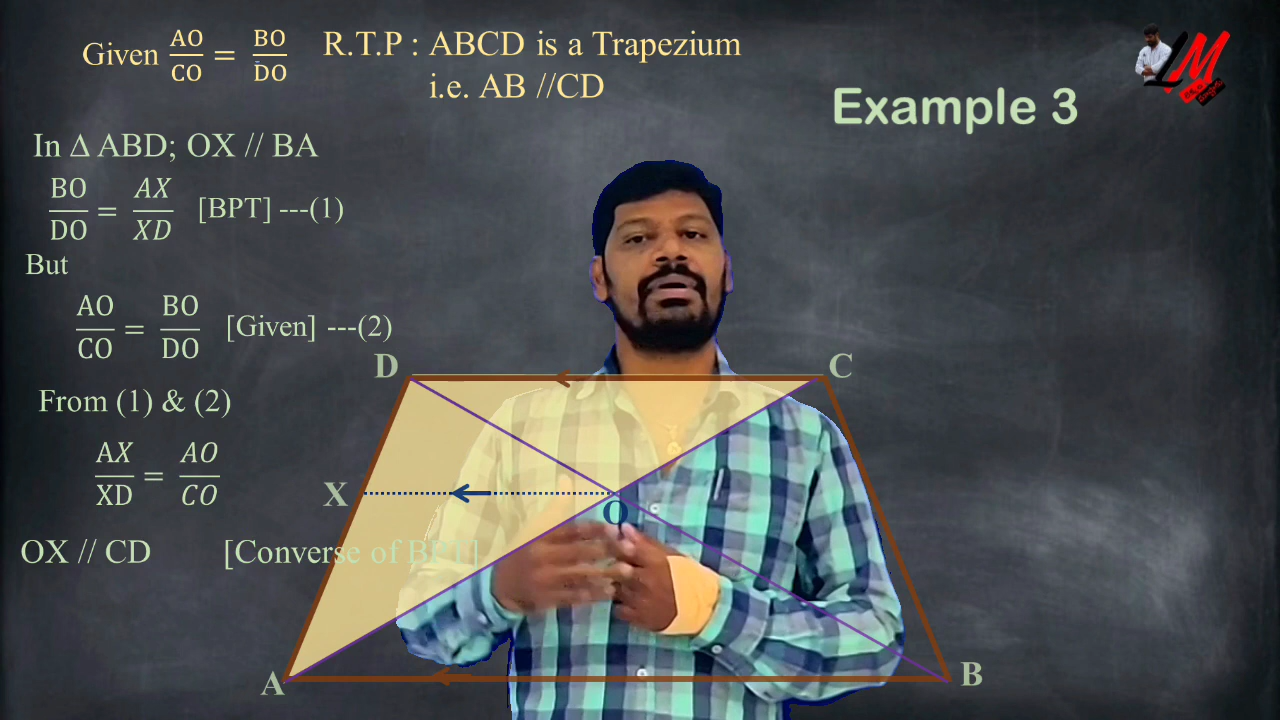 Given AO/CO = BO/DO
R.T.P : ABCD is a Trapezium
i.e. AB //CD
LM
Example 3
In Δ ABD; OX // BA
BO/DO = AX/XD [BPT] ---(1)
But
AO/CO = BO/DO [Given] ---(2)
From (1) & (2)
AX/XD = AO/CO
OX // CD [Converse of BPT]
D
C
X
O
A
B